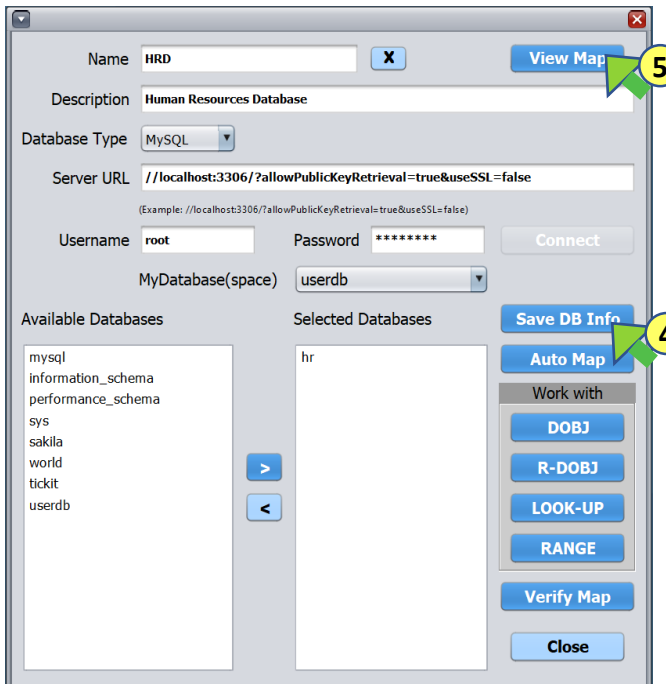 Name HRD X View Map 5
Description Human Resources Database
Database Type MySQL
Server URL //localhost:3306/?allowPublicKeyRetrieval=true&useSSL=false
(Example: //localhost:3306/?allowPublicKeyRetrieval=true&useSSL=false)
Username root Password ******** Connect
MyDatabase(space) userdb
Available Databases Selected Databases Save DB Info 4
mysql hr Auto Map
information_schema
performance_schema Work with
sys DOBJ
sakila
world > R-DOBJ
tickit
userdb < LOOK-UP
RANGE
Verify Map
Close